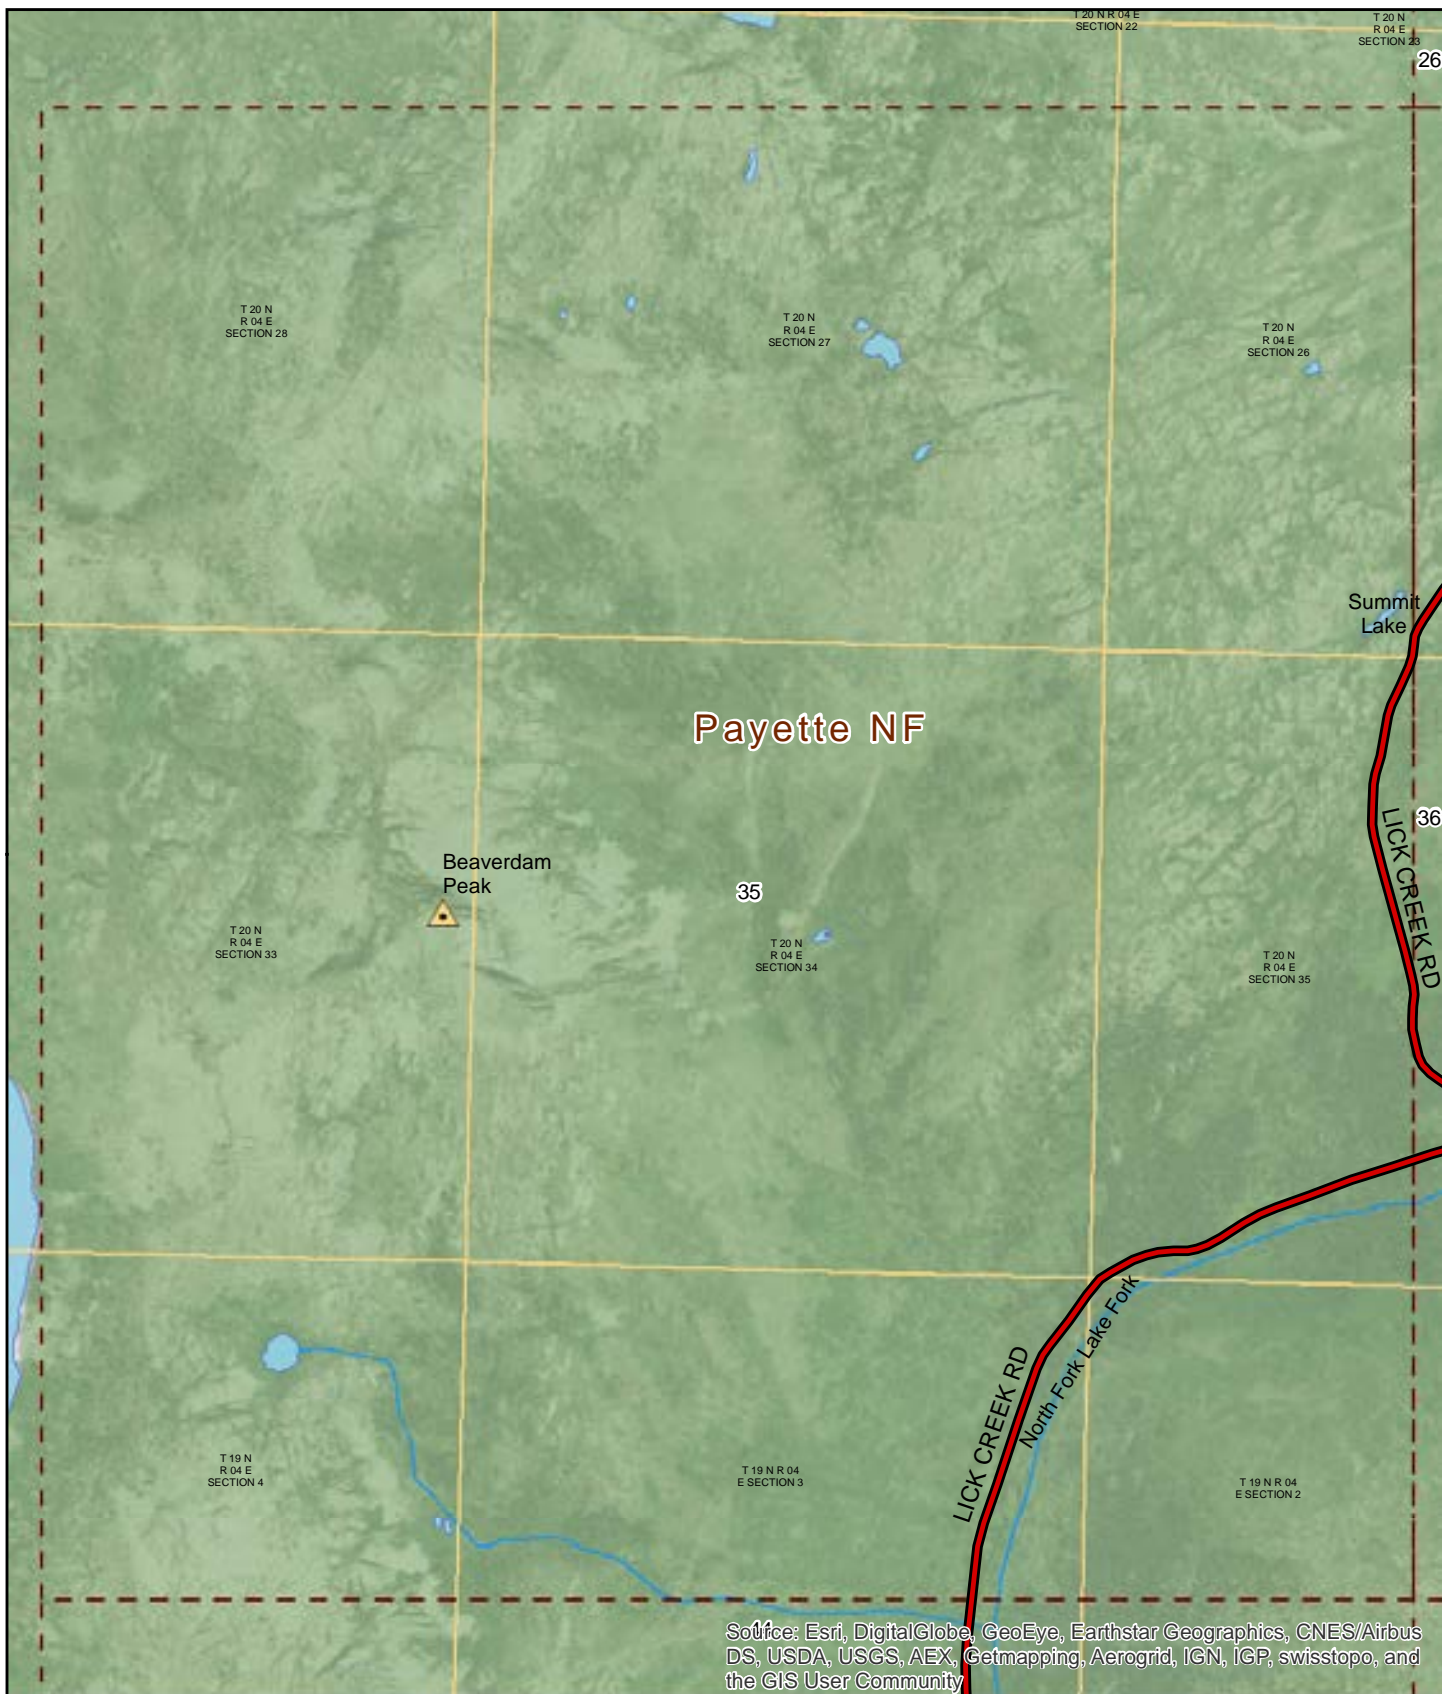 T 20 N R 04 E
SECTION 22
T 20 N
R 04 E
SECTION 23
26
T 20 N
R 04 E
SECTION 28
T 20 N
R 04 E
SECTION 27
T 20 N
R 04 E
SECTION 26
Summit
Lake
Payette NF
36
LICK CREEK RD
Beaverdam
Peak
35
T 20 N
R 04 E
SECTION 33
T 20 N
R 04 E
SECTION 34
T 20 N
R 04 E
SECTION 35
North Fork Lake Fork
LICK CREEK RD
T 19 N
R 04 E
SECTION 4
T 19 N R 04
E SECTION 3
T 19 N R 04
E SECTION 2
44
Source: Esri, DigitalGlobe, GeoEye, Earthstar Geographics, CNES/Airbus
DS, USDA, USGS, AEX, Getmapping, Aerogrid, IGN, IGP, swisstopo, and
the GIS User Community